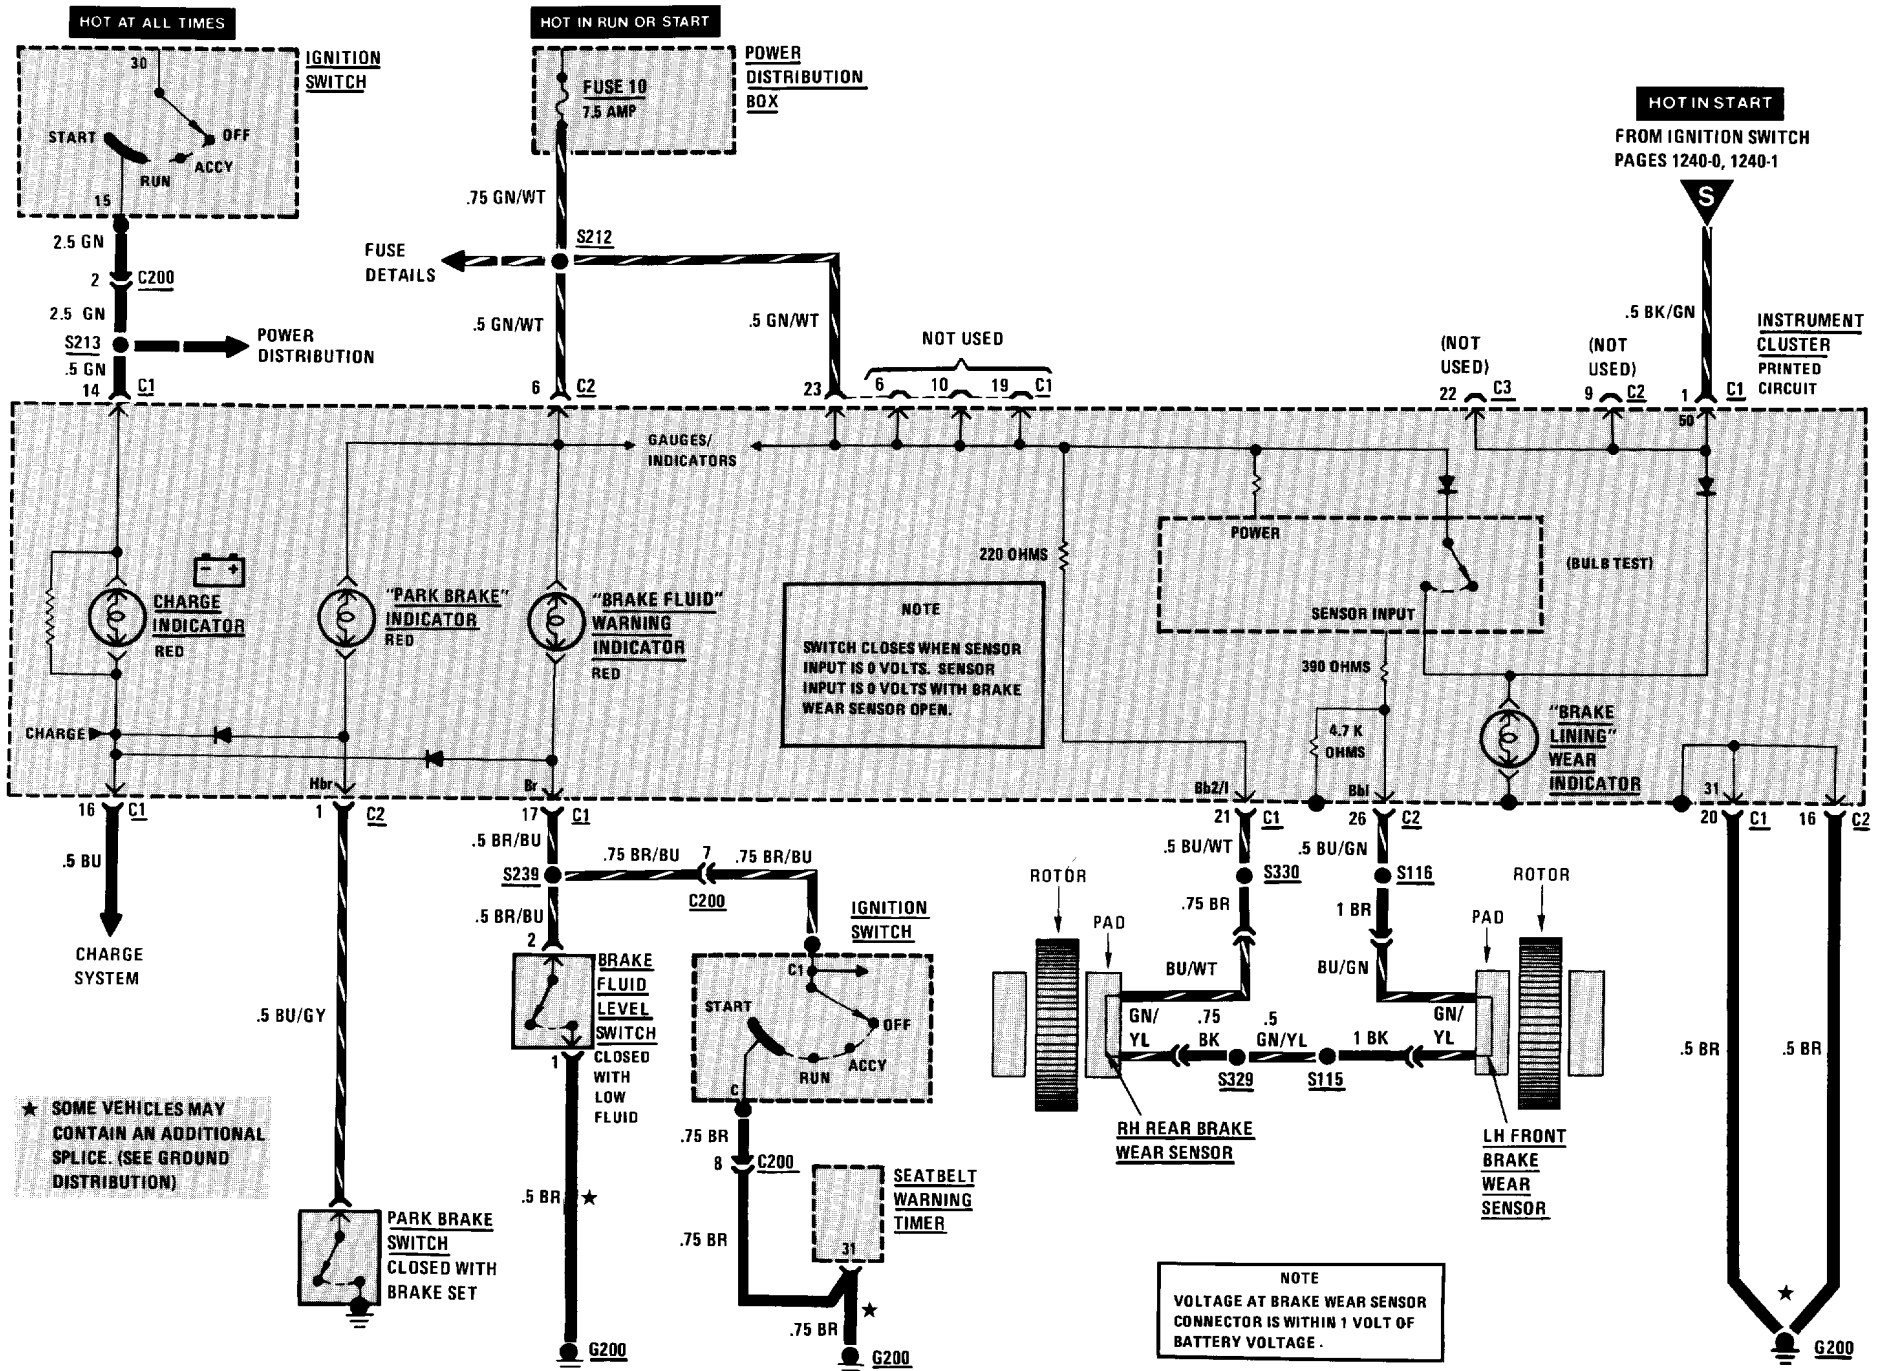 HOT AT ALL TIMES
HOT IN RUN OR START
HOT IN START
FROM IGNITION SWITCH
PAGES 1240-0, 1240-1
S
30
IGNITION
SWITCH
START
OFF
ACCY
RUN
15
FUSE 10
7.5 AMP
POWER
DISTRIBUTION
BOX
2.5 GN
2
C200
2.5 GN
S213
POWER
DISTRIBUTION
.5 GN
14
C1
.75 GN/WT
S212
FUSE
DETAILS
.5 GN/WT
6
C2
.5 GN/WT
23
NOT USED
6
10
19
C1
(NOT
USED)
22
C3
(NOT
USED)
9
C2
.5 BK/GN
1
C1
INSTRUMENT
CLUSTER
PRINTED
CIRCUIT
50
GAUGES/
INDICATORS
CHARGE
INDICATOR
RED
"PARK BRAKE"
INDICATOR
RED
"BRAKE FLUID"
WARNING
INDICATOR
RED
220 OHMS
POWER
SENSOR INPUT
(BULB TEST)
NOTE
SWITCH CLOSES WHEN SENSOR
INPUT IS 0 VOLTS. SENSOR
INPUT IS 0 VOLTS WITH BRAKE
WEAR SENSOR OPEN.
390 OHMS
4.7 K
OHMS
"BRAKE
LINING"
WEAR
INDICATOR
CHARGE
Hbr
Br
Bb2/I
Bbl
31
16
C1
1
C2
17
C1
21
C1
26
C2
20
C1
16
C2
.5 BU
CHARGE
SYSTEM
.5 BU/GY
.5 BR/BU
S239
.75 BR/BU
7
.75 BR/BU
C200
.5 BR/BU
2
BRAKE
FLUID
LEVEL
SWITCH
CLOSED
WITH
LOW
FLUID
1
.5 BR
★
G200
IGNITION
SWITCH
C1
START
OFF
ACCY
RUN
C
.75 BR
8
C200
.75 BR
SEATBELT
WARNING
TIMER
31
★
.75 BR
G200
.5 BU/WT
S330
.75 BR
BU/WT
.5 BU/GN
S116
1 BR
BU/GN
ROTOR
PAD
PAD
ROTOR
GN/
YL
.75
BK
.5
GN/YL
1 BK
GN/
YL
S329
S115
RH REAR BRAKE
WEAR SENSOR
LH FRONT
BRAKE
WEAR
SENSOR
.5 BR
.5 BR
★
G200
★ SOME VEHICLES MAY
CONTAIN AN ADDITIONAL
SPLICE. (SEE GROUND
DISTRIBUTION)
PARK BRAKE
SWITCH
CLOSED WITH
BRAKE SET
NOTE
VOLTAGE AT BRAKE WEAR SENSOR
CONNECTOR IS WITHIN 1 VOLT OF
BATTERY VOLTAGE.